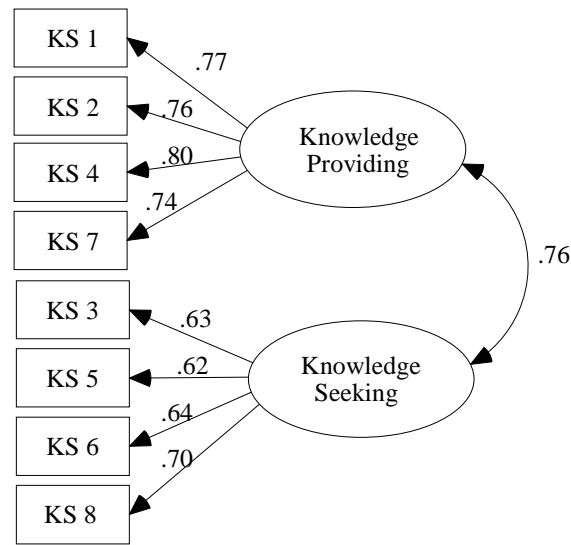 KS 1
.77
KS 2
.76
KS 4
.80
KS 7
.74
Knowledge
Providing
.76
KS 3
.63
KS 5
.62
KS 6
.64
KS 8
.70
Knowledge
Seeking